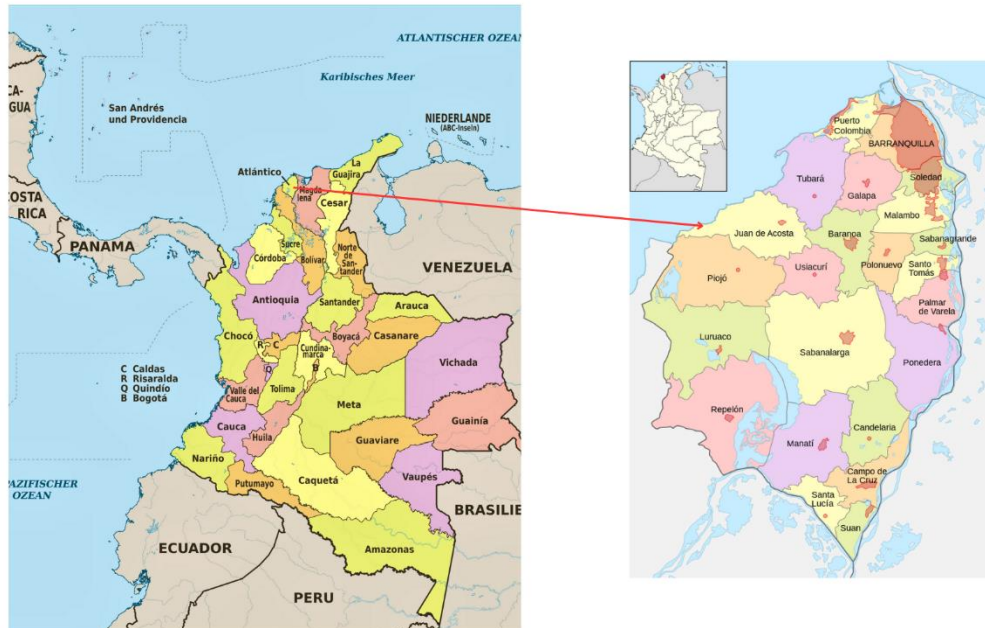 ATLANTISCHER OZEAN
Karibisches Meer
San Andrés
und Providencia
NIEDERLANDE
(ABC-Inseln)
CA-
GUA
COSTA
RICA
PANAMA
Atlántico
La
Guajira
Magda
lena
Cesar
Sucre
Córdoba
Bolívar
Norte
de
San-
tander
VENEZUELA
Antioquia
Santander
Arauca
Chocó
Boyacá
Casanare
R
C
Cundina-
marca
B
Q
Vichada
C Caldas
R Risaralda
Q Quindío
B Bogotá
Valle del
Cauca
Tolima
Meta
Cauca
Huila
Guainía
Guaviare
Nariño
Vaupés
Caquetá
Putumayo
PAZIFISCHER
OZEAN
BRASILIE
ECUADOR
Amazonas
PERU
Puerto
Colombia
BARRANQUILLA
Tubará
Galapa
Soledad
Malambo
Juan de Acosta
Baranoa
Sabanagrande
Piojó
Usiacurí
Polonuevo
Santo
Tomás
Palmar
de Varela
Luruaco
Sabanalarga
Ponedera
Repelón
Candelaria
Manatí
Campo de
La Cruz
Santa
Lucía
Suan